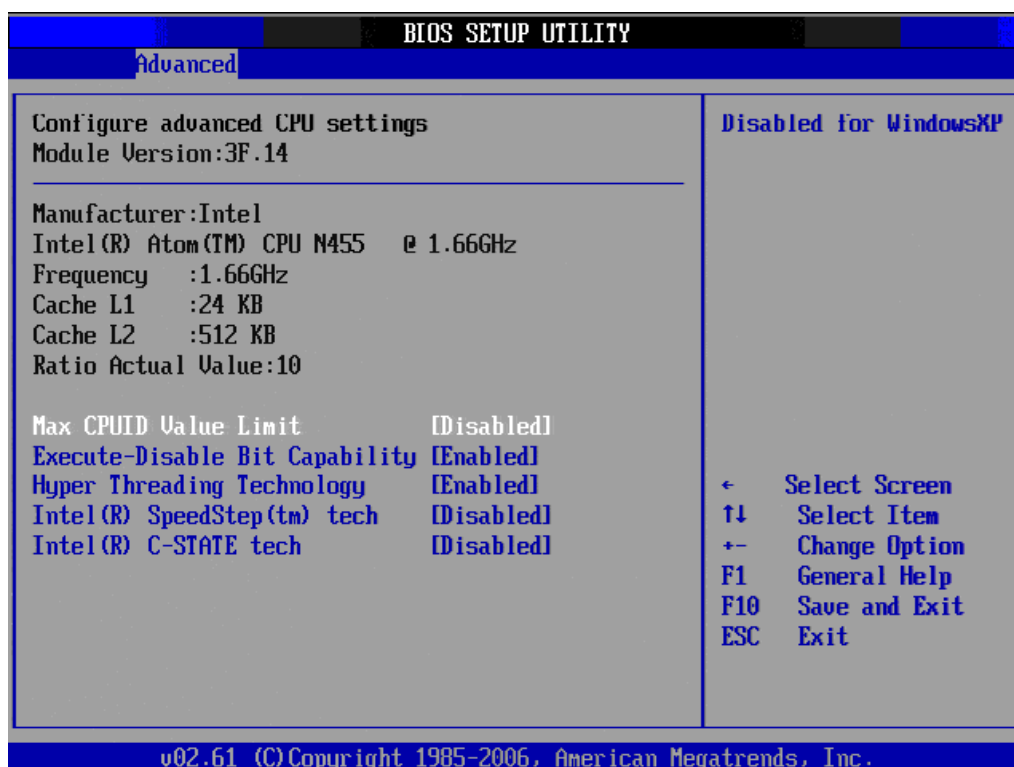 BIOS SETUP UTILITY
Advanced
Configure advanced CPU settings
Module Version:3F.14
Manufacturer:Intel
Intel(R) Atom(TM) CPU N455 @ 1.66GHz
Frequency :1.66GHz
Cache L1 :24 KB
Cache L2 :512 KB
Ratio Actual Value:10
Max CPUID Value Limit [Disabled]
Execute-Disable Bit Capability [Enabled]
Hyper Threading Technology [Enabled]
Intel(R) SpeedStep(tm) tech [Disabled]
Intel(R) C-STATE tech [Disabled]
Disabled for WindowsXP
← Select Screen
↑↓ Select Item
+- Change Option
F1 General Help
F10 Save and Exit
ESC Exit
v02.61 (C)Copyright 1985-2006, American Megatrends, Inc.